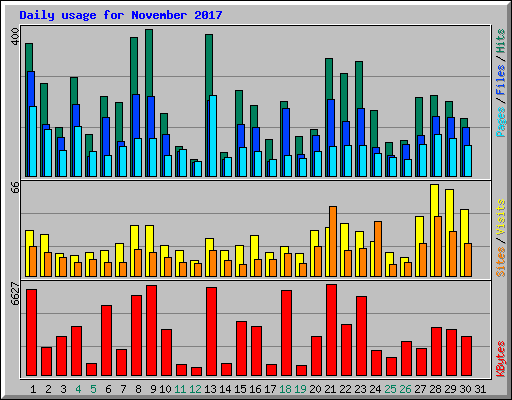 Daily usage for November 2017
400
Pages / Files / Hits
66
Sites / Visits
6627
KBytes
1 2 3 4 5 6 7 8 9 10 11 12 13 14 15 16 17 18 19 20 21 22 23 24 25 26 27 28 29 30 31